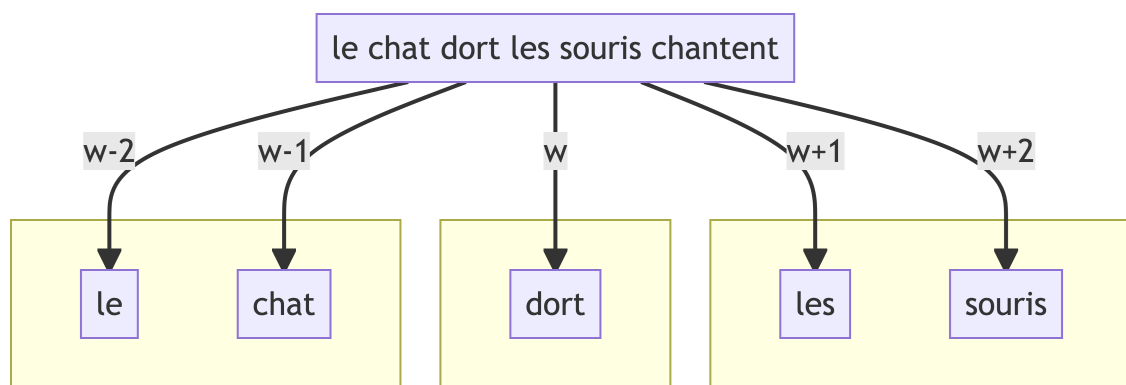 le chat dort les souris chantent
w-2
w-1
w
w+1
w+2
le
chat
dort
les
souris